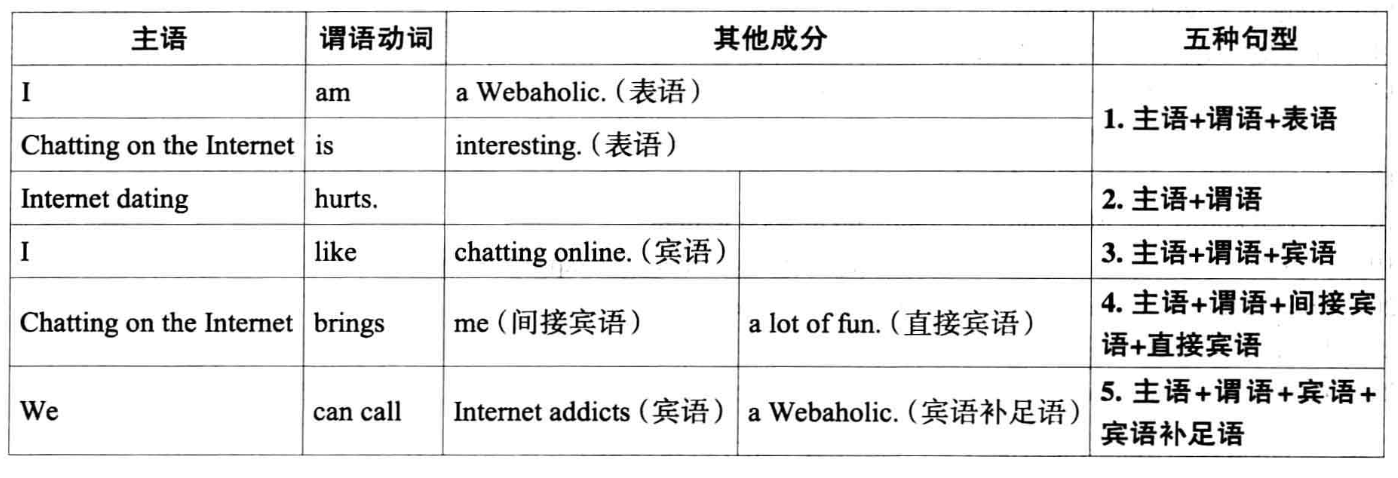 主语 谓语动词 其他成分 五种句型
I am a Webaholic.（表语） 1. 主语+谓语+表语
Chatting on the Internet is interesting.（表语）
Internet dating hurts. 2. 主语+谓语
I like chatting online.（宾语） 3. 主语+谓语+宾语
Chatting on the Internet brings me（间接宾语） a lot of fun.（直接宾语） 4. 主语+谓语+间接宾
语+直接宾语
We can call Internet addicts（宾语） a Webaholic.（宾语补足语） 5. 主语+谓语+宾语+
宾语补足语